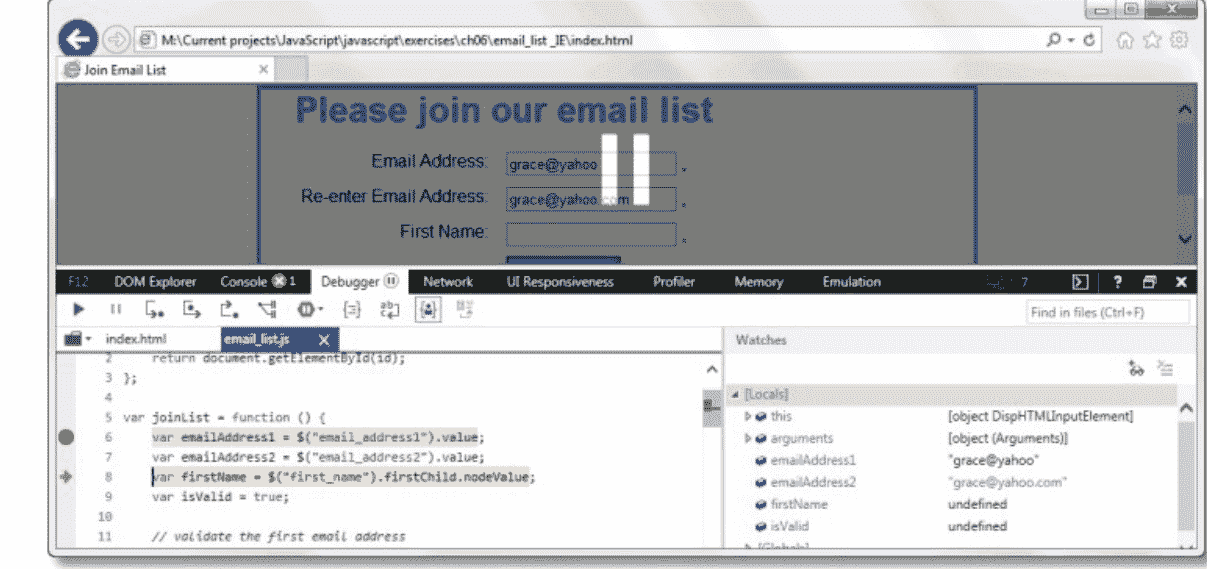 M:\Current projects\JavaScript\javascript\exercises\ch06\email_list _IE\index.html
Join Email List
Please join our email list
Email Address: grace@yahoo *
Re-enter Email Address: grace@yahoo.com *
First Name: *
F12 DOM Explorer Console 1 Debugger Network UI Responsiveness Profiler Memory Emulation 7 ?
Find in files (Ctrl+F)
index.html email_list.js X
Watches
2 return document.getElementById(id);
3 };
4
5 var joinList = function () {
6 var emailAddress1 = $("email_address1").value;
7 var emailAddress2 = $("email_address2").value;
8 var firstName = $("first_name").firstChild.nodeValue;
9 var isValid = true;
10
11 // validate the first email address
[Locals]
this [object DispHTMLInputElement]
arguments [object (Arguments)]
emailAddress1 "grace@yahoo"
emailAddress2 "grace@yahoo.com"
firstName undefined
isValid undefined
[Globals]